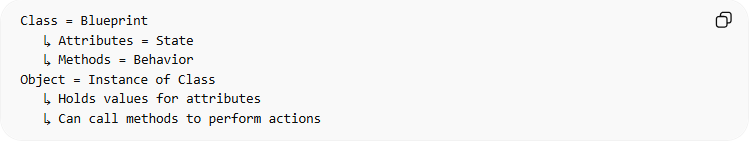 Class = Blueprint
   ↳ Attributes = State
   ↳ Methods = Behavior
Object = Instance of Class
   ↳ Holds values for attributes
   ↳ Can call methods to perform actions